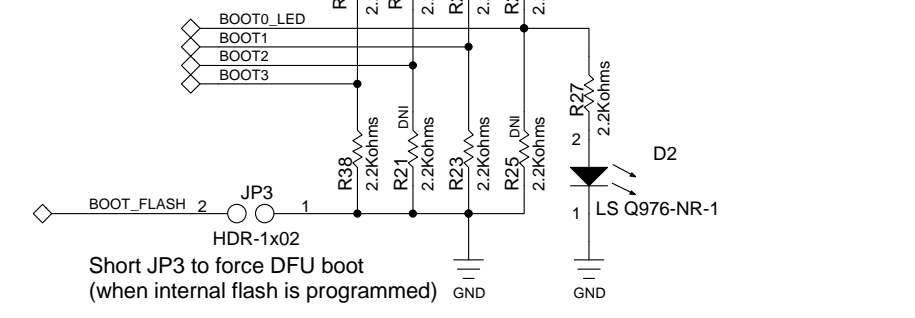 BOOT0_LED
BOOT1
BOOT2
BOOT3
R38
2.2Kohms
R21
DNI
2.2Kohms
R23
2.2Kohms
R25
DNI
2.2Kohms
R27
2.2Kohms
2
D2
1
LS Q976-NR-1
BOOT_FLASH
2
JP3
1
HDR-1x02
Short JP3 to force DFU boot
(when internal flash is programmed)
GND
GND